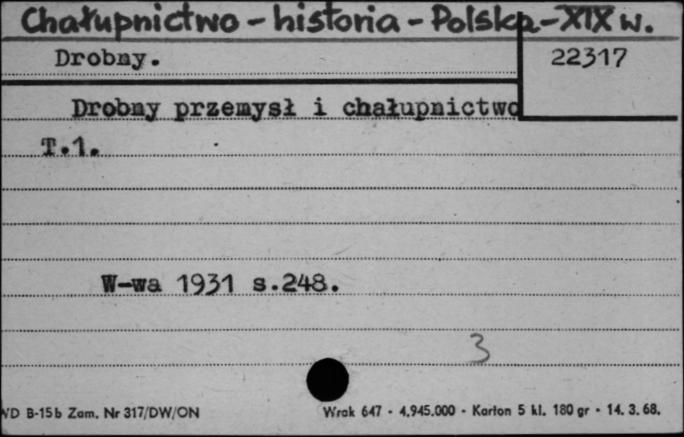 Chałupnictwo - historia - Polska - XIX w.
Drobny. 22317
Drobny przemysł i chałupnictwo
T.1.
W-wa 1931 s.248.
3
WD B-15b Zam. Nr 317/DW/ON Wrak 647 - 4.945.000 - Karton 5 kl. 180 gr - 14. 3. 68.